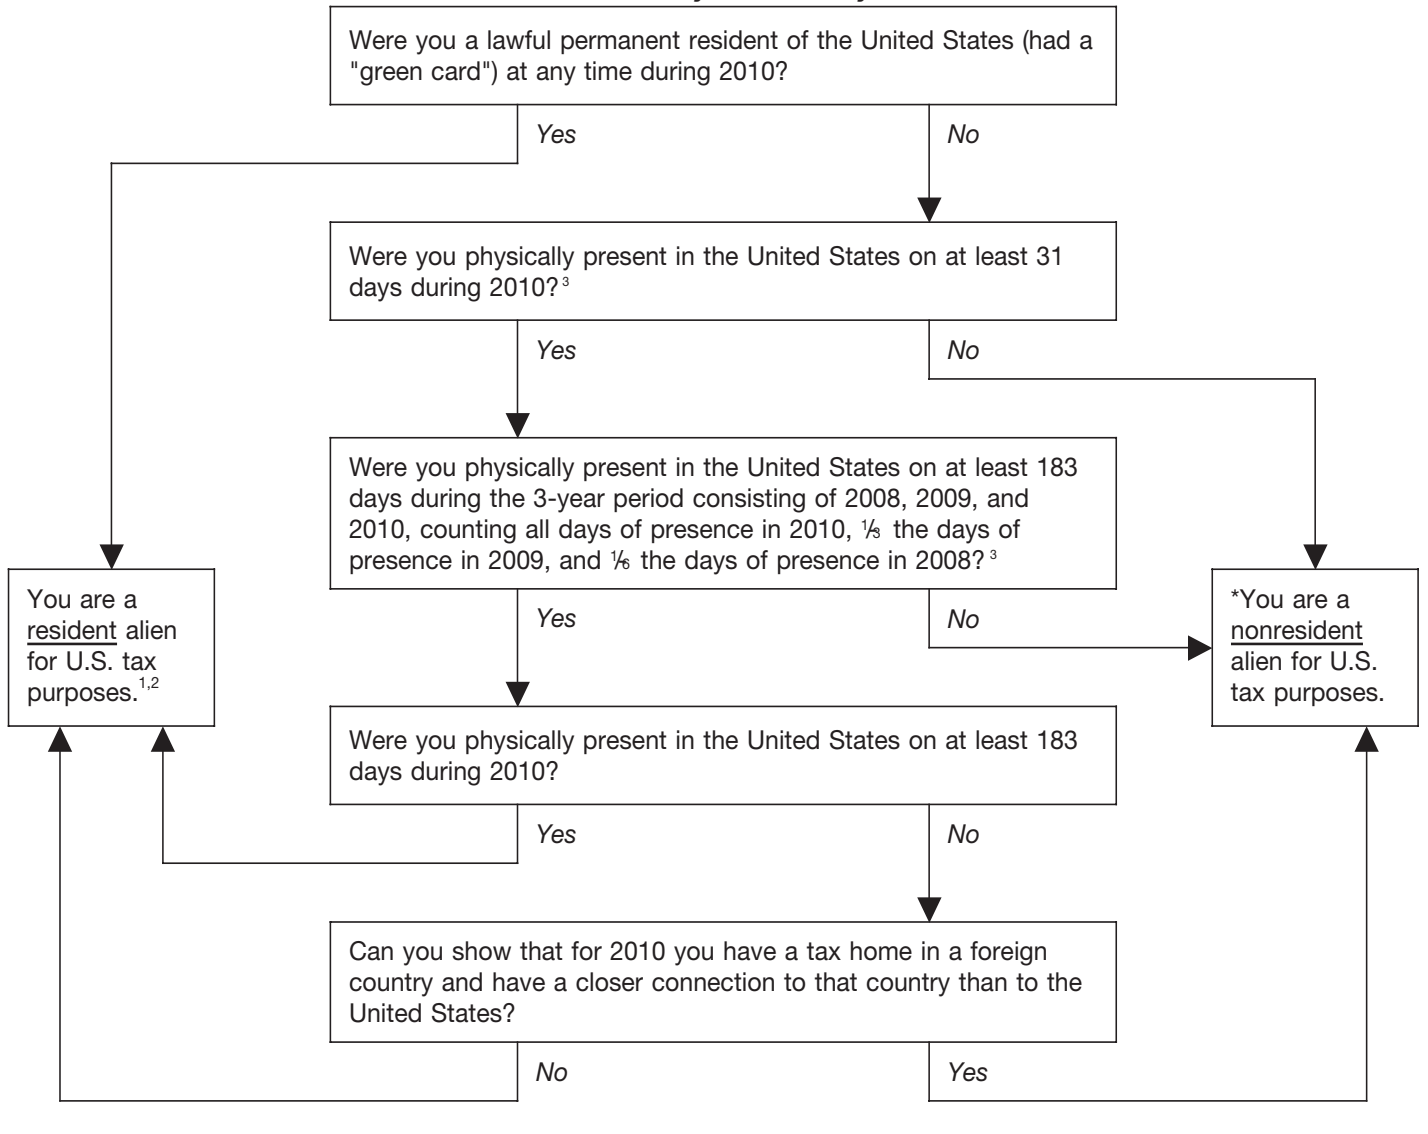 Were you a lawful permanent resident of the United States (had a
"green card") at any time during 2010?
Yes
No
Were you physically present in the United States on at least 31
days during 2010? 3
Yes
No
Were you physically present in the United States on at least 183
days during the 3-year period consisting of 2008, 2009, and
2010, counting all days of presence in 2010, 1/3 the days of
presence in 2009, and 1/6 the days of presence in 2008? 3
Yes
No
You are a
resident alien
for U.S. tax
purposes.1,2
*You are a
nonresident
alien for U.S.
tax purposes.
Were you physically present in the United States on at least 183
days during 2010?
Yes
No
Can you show that for 2010 you have a tax home in a foreign
country and have a closer connection to that country than to the
United States?
No
Yes